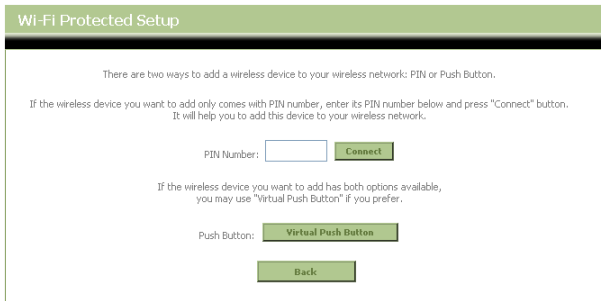 Wi-Fi Protected Setup
There are two ways to add a wireless device to your wireless network: PIN or Push Button.
If the wireless device you want to add only comes with PIN number, enter its PIN number below and press "Connect" button.
It will help you to add this device to your wireless network.
PIN Number: Connect
If the wireless device you want to add has both options available,
you may use "Virtual Push Button" if you prefer.
Push Button: Virtual Push Button
Back